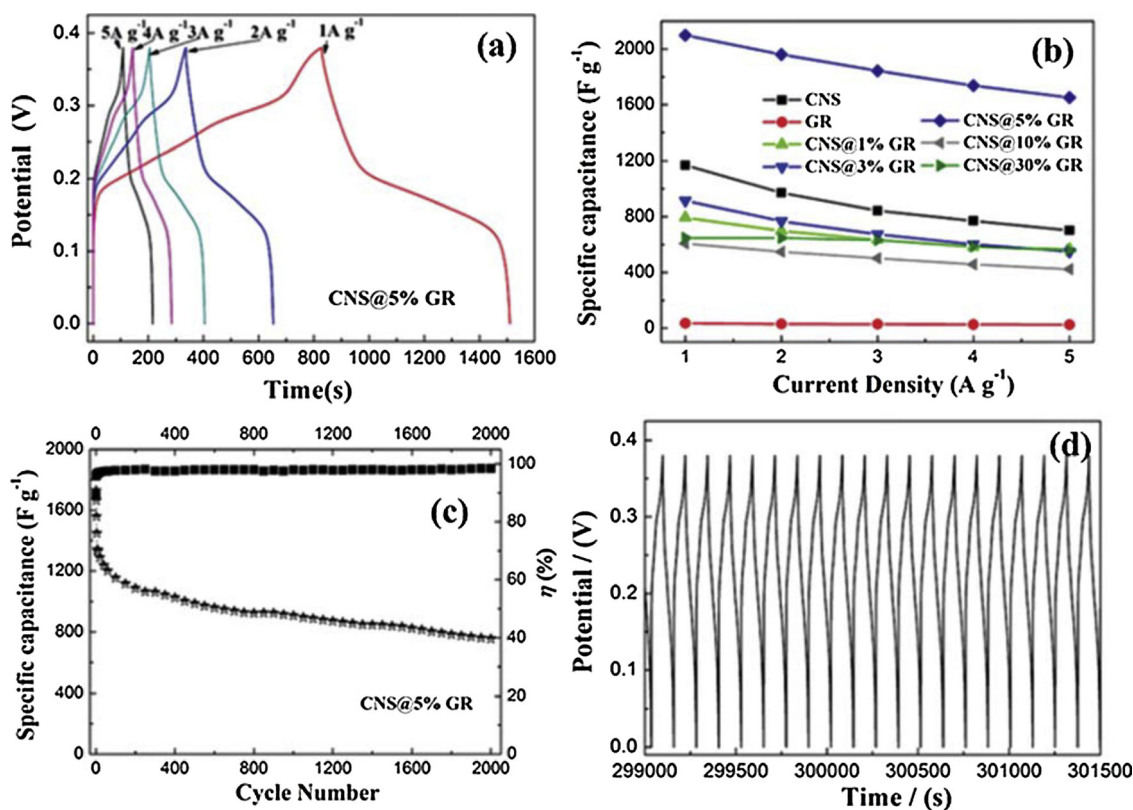 5A g⁻¹ 4A g⁻¹ 3A g⁻¹ 2A g⁻¹ 1A g⁻¹
(a)
Potential (V)
0.4
0.3
0.2
0.1
0.0
CNS@5% GR
0 200 400 600 800 1000 1200 1400 1600
Time(s)
(b)
Specific capacitance (F g⁻¹)
2000
1600
1200
800
400
0
CNS
GR
CNS@1% GR
CNS@3% GR
CNS@5% GR
CNS@10% GR
CNS@30% GR
1 2 3 4 5
Current Density (A g⁻¹)
0 400 800 1200 1600 2000
(c)
Specific capacitance (F g⁻¹)
2000
1800
1600
1200
1000
800
400
0
η (%)
100
80
60
40
20
0
CNS@5% GR
0 400 800 1200 1600 2000
Cycle Number
(d)
Potential / (V)
0.4
0.3
0.2
0.1
0.0
299000 299500 300000 300500 301000 301500
Time / (s)